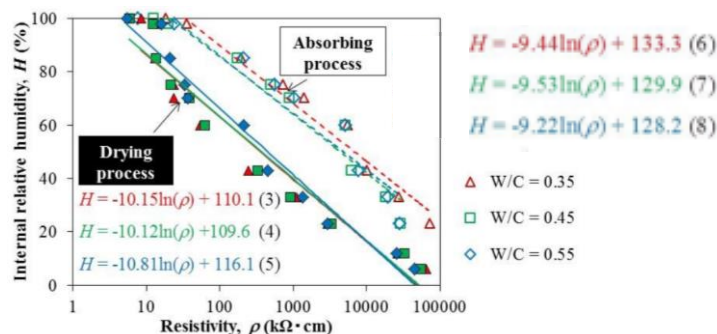 Internal relative humidity, H (%)
100
80
60
40
20
0
Absorbing
process
Drying
process
H = -10.15ln(ρ) + 110.1 (3)
H = -10.12ln(ρ) +109.6 (4)
H = -10.81ln(ρ) + 116.1 (5)
1 10 100 1000 10000 100000
Resistivity, ρ (kΩ·cm)
H = -9.44ln(ρ) + 133.3 (6)
H = -9.53ln(ρ) + 129.9 (7)
H = -9.22ln(ρ) + 128.2 (8)
W/C = 0.35
W/C = 0.45
W/C = 0.55